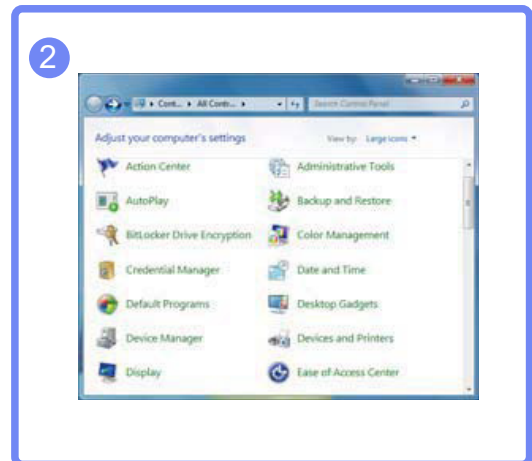 2
Cont... All Contr...
Search Control Panel
Adjust your computer's settings
View by: Large icons
Action Center
Administrative Tools
AutoPlay
Backup and Restore
BitLocker Drive Encryption
Color Management
Credential Manager
Date and Time
Default Programs
Desktop Gadgets
Device Manager
Devices and Printers
Display
Ease of Access Center